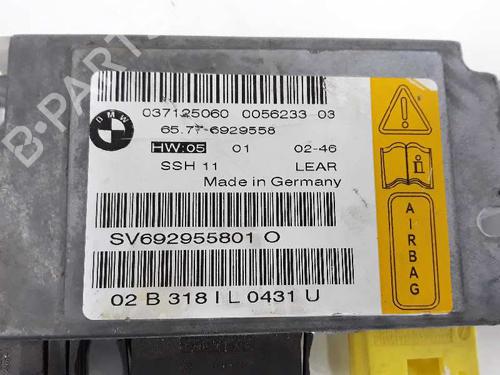 B-PARTS
BMW
037125060 0056233 03
65.77-6929558
HW:05 01 02-46
SSH 11 LEAR
Made in Germany
SV692955801 O
02 B 318 I L 0431 U
AIRBAG